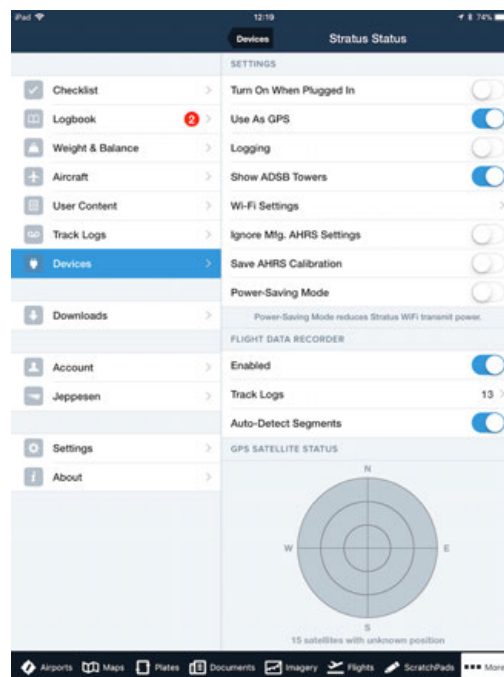 iPad 12:19 74%
Devices Stratus Status
Checklist
Logbook 2
Weight & Balance
Aircraft
User Content
Track Logs
Devices
Downloads
Account
Jeppesen
Settings
About
SETTINGS
Turn On When Plugged In
Use As GPS
Logging
Show ADSB Towers
Wi-Fi Settings
Ignore Mfg. AHRS Settings
Save AHRS Calibration
Power-Saving Mode
Power-Saving Mode reduces Stratus WiFi transmit power.
FLIGHT DATA RECORDER
Enabled
Track Logs 13
Auto-Detect Segments
GPS SATELLITE STATUS
N
W E
S
15 satellites with unknown position
Airports Maps Plates Documents Imagery Flights ScratchPads More